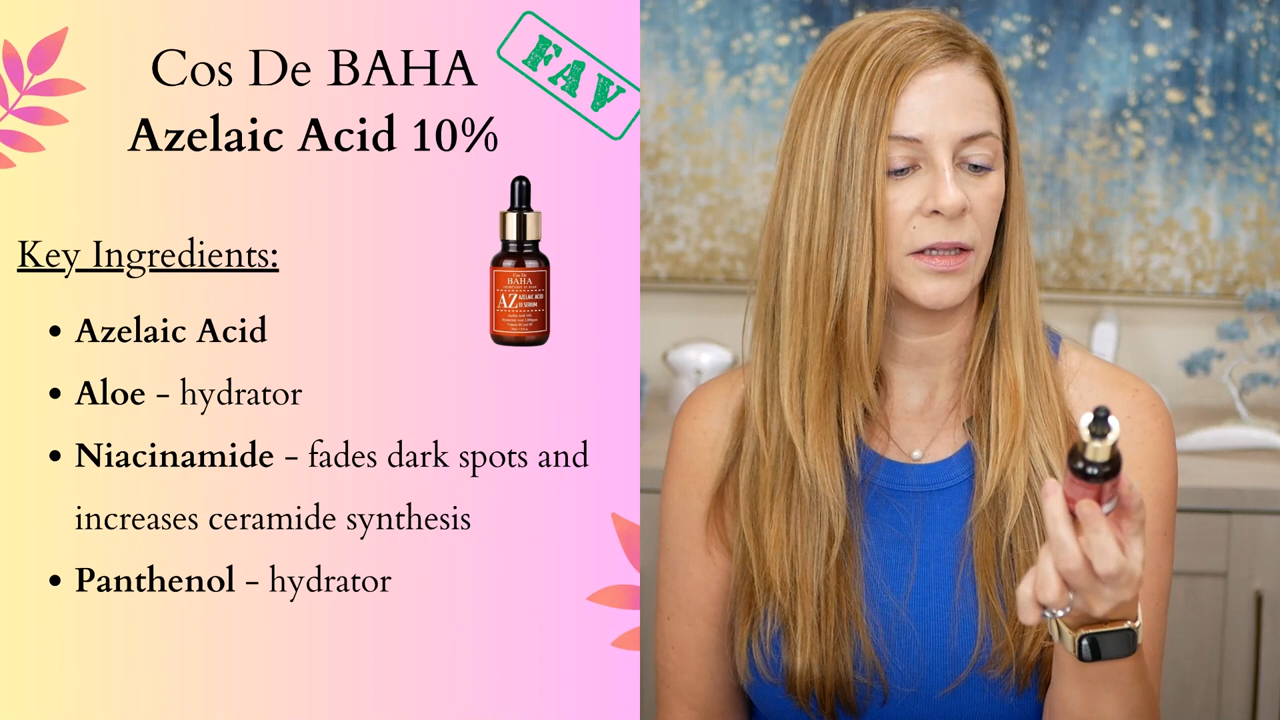 Cos De BAHA
Azelaic Acid 10%
FAV
Cos De
BAHA
AZ AZELAIC ACID
10 SERUM
Key Ingredients:
• Azelaic Acid
• Aloe - hydrator
• Niacinamide - fades dark spots and
increases ceramide synthesis
• Panthenol - hydrator